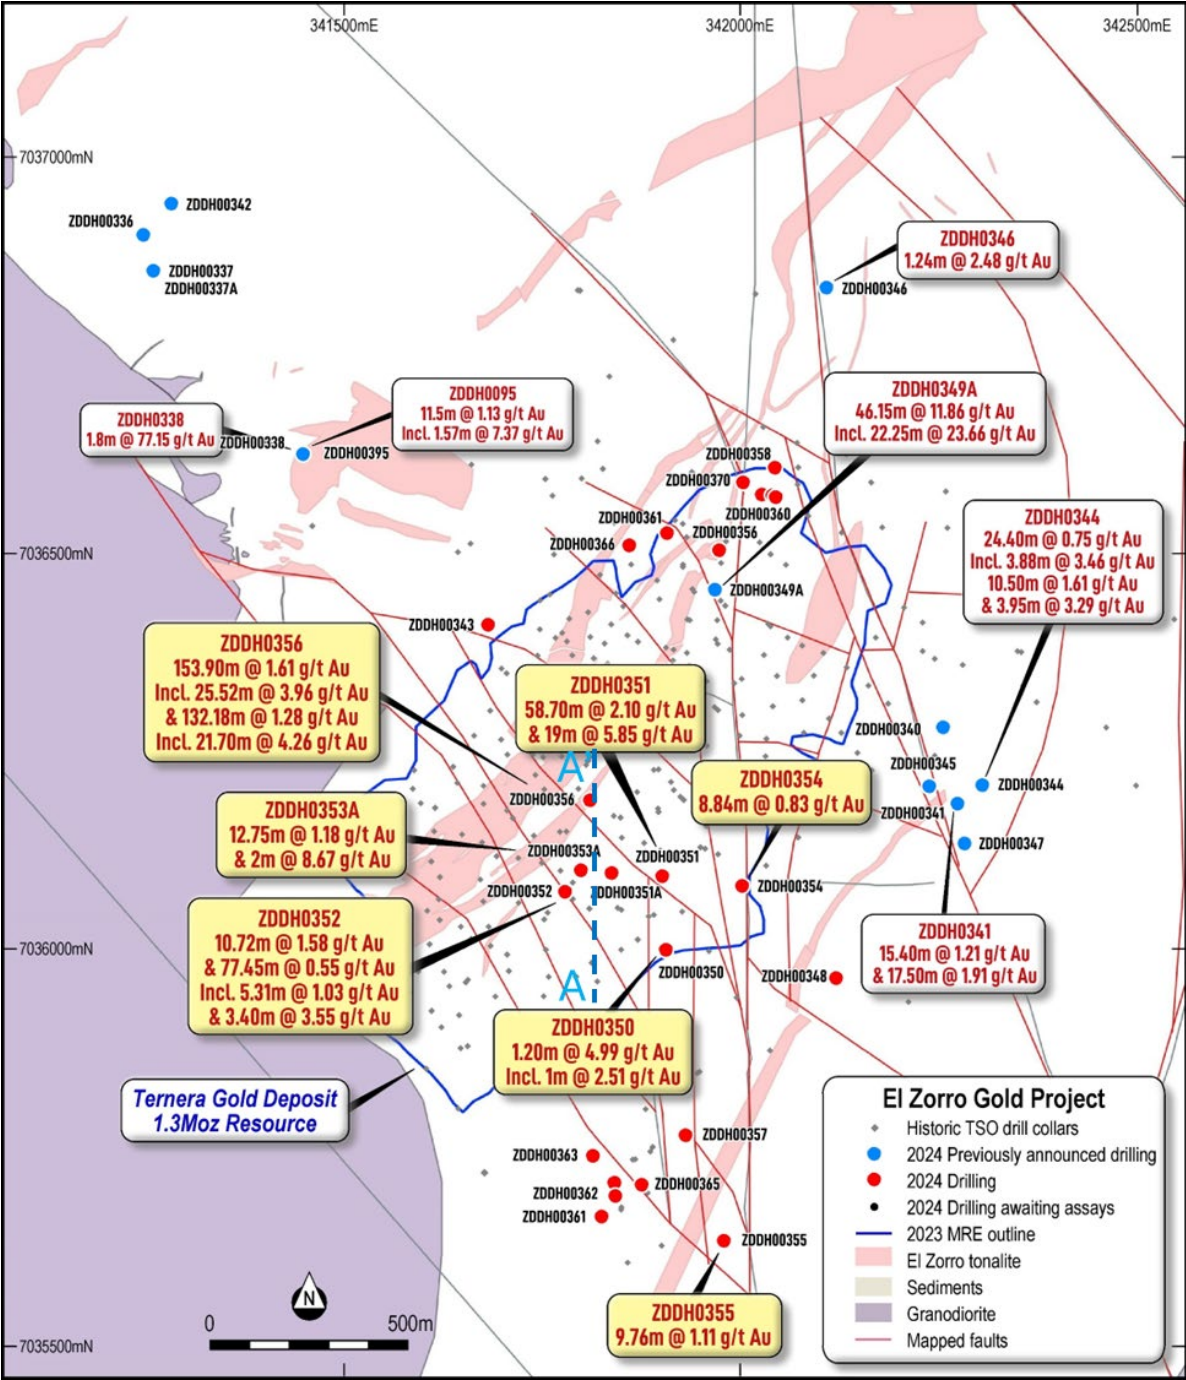 341500mE
342000mE
342500mE
7037000mN
ZDDH00342
ZDDH00336
ZDDH00337
ZDDH00337A
ZDDH0346
1.24m @ 2.48 g/t Au
ZDDH00346
ZDDH0349A
46.15m @ 11.86 g/t Au
Incl. 22.25m @ 23.66 g/t Au
ZDDH0095
11.5m @ 1.13 g/t Au
Incl. 1.57m @ 7.37 g/t Au
ZDDH0338
1.8m @ 77.15 g/t Au
ZDDH00338
ZDDH00395
ZDDH00358
ZDDH00370
ZDDH00360
ZDDH00361
ZDDH00356
ZDDH00366
7036500mN
ZDDH0344
24.40m @ 0.75 g/t Au
Incl. 3.88m @ 3.46 g/t Au
10.50m @ 1.61 g/t Au
& 3.95m @ 3.29 g/t Au
ZDDH00349A
ZDDH00343
ZDDH0356
153.90m @ 1.61 g/t Au
Incl. 25.52m @ 3.96 g/t Au
& 132.18m @ 1.28 g/t Au
Incl. 21.70m @ 4.26 g/t Au
ZDDH0351
58.70m @ 2.10 g/t Au
& 19m @ 5.85 g/t Au
A'
ZDDH00340
ZDDH00345
ZDDH00344
ZDDH00341
ZDDH00347
ZDDH0354
8.84m @ 0.83 g/t Au
ZDDH00356
ZDDH0353A
12.75m @ 1.18 g/t Au
& 2m @ 8.67 g/t Au
ZDDH00353A
ZDDH00351
ZDDH00352
ZDDH00351A
ZDDH00354
ZDDH0352
10.72m @ 1.58 g/t Au
& 77.45m @ 0.55 g/t Au
Incl. 5.31m @ 1.03 g/t Au
& 3.40m @ 3.55 g/t Au
ZDDH0341
15.40m @ 1.21 g/t Au
& 17.50m @ 1.91 g/t Au
7036000mN
ZDDH00350
ZDDH00348
A
ZDDH0350
1.20m @ 4.99 g/t Au
Incl. 1m @ 2.51 g/t Au
Ternera Gold Deposit
1.3Moz Resource
ZDDH00357
ZDDH00363
ZDDH00365
ZDDH00362
ZDDH00361
ZDDH00355
ZDDH0355
9.76m @ 1.11 g/t Au
N
0
500m
7035500mN
El Zorro Gold Project
Historic TSO drill collars
2024 Previously announced drilling
2024 Drilling
2024 Drilling awaiting assays
2023 MRE outline
El Zorro tonalite
Sediments
Granodiorite
Mapped faults